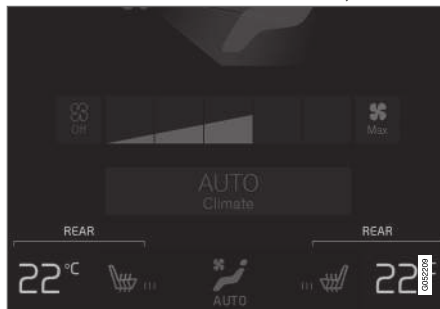 Off
Max
AUTO
Climate
REAR REAR
22°C 22°
AUTO
G052209